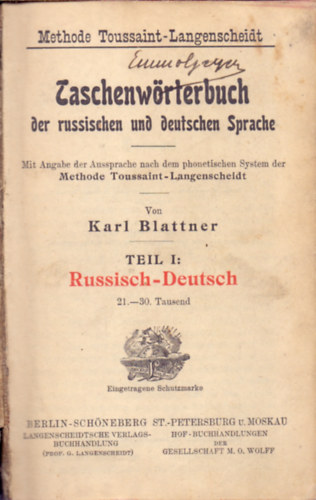 Methode Toussaint-Langenscheidt
Taschenwörterbuch
der russischen und deutschen Sprache
Mit Angabe der Aussprache nach dem phonetischen System der
Methode Toussaint-Langenscheidt
Von
Karl Blattner
TEIL I:
Russisch-Deutsch
21.—30. Tausend
Eingetragene Schutzmarke
BERLIN-SCHÖNEBERG ST.-PETERSBURG u. MOSKAU
LANGENSCHEIDTSCHE VERLAGS-
BUCHHANDLUNG
(PROF. G. LANGENSCHEIDT)
HOF-BUCHHANDLUNGEN
DER
GESELLSCHAFT M. O. WOLFF